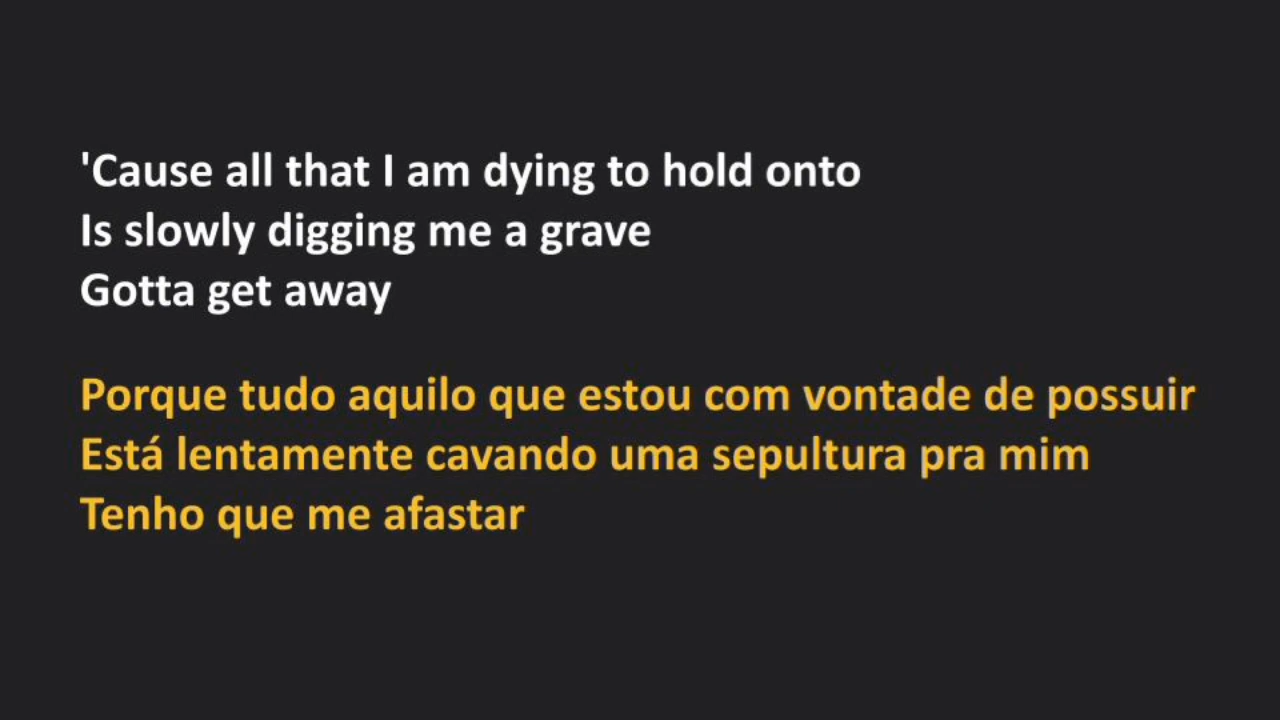 'Cause all that I am dying to hold onto
Is slowly digging me a grave
Gotta get away
Porque tudo aquilo que estou com vontade de possuir
Está lentamente cavando uma sepultura pra mim
Tenho que me afastar